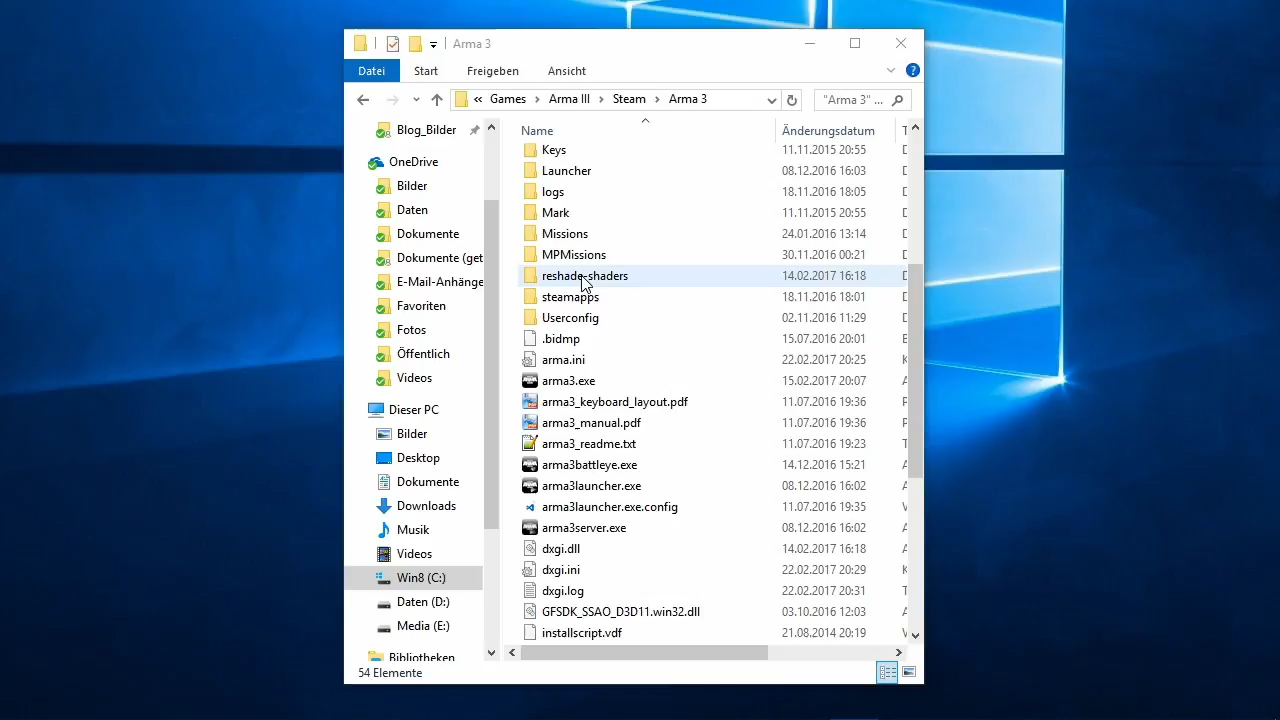 Arma 3
Datei Start Freigeben Ansicht
« Games > Arma III > Steam > Arma 3 "Arma 3" ...
Blog_Bilder
OneDrive
Bilder
Daten
Dokumente
Dokumente (get
E-Mail-Anhänge
Favoriten
Fotos
Öffentlich
Videos
Dieser PC
Bilder
Desktop
Dokumente
Downloads
Musik
Videos
Win8 (C:)
Daten (D:)
Media (E:)
Bibliotheken
Name Änderungsdatum T
Keys 11.11.2015 20:55 D
Launcher 08.12.2016 16:03 D
logs 18.11.2016 18:05 D
Mark 11.11.2015 20:55 D
Missions 24.01.2016 13:14 D
MPMissions 30.11.2016 00:21 D
reshade-shaders 14.02.2017 16:18 D
steamapps 18.11.2016 18:01 D
Userconfig 02.11.2016 11:29 D
.bidmp 15.07.2016 20:01 B
arma.ini 22.02.2017 20:25 K
arma3.exe 15.02.2017 20:07 A
arma3_keyboard_layout.pdf 11.07.2016 19:36 P
arma3_manual.pdf 11.07.2016 19:36 P
arma3_readme.txt 11.07.2016 19:23 T
arma3battleye.exe 14.12.2016 15:21 A
arma3launcher.exe 08.12.2016 16:02 A
arma3launcher.exe.config 11.07.2016 19:35 V
arma3server.exe 08.12.2016 16:02 A
dxgi.dll 14.02.2017 16:18 A
dxgi.ini 22.02.2017 20:29 K
dxgi.log 22.02.2017 20:31 T
GFSDK_SSAO_D3D11.win32.dll 03.10.2016 12:03 A
installscript.vdf 21.08.2014 20:19 V
54 Elemente